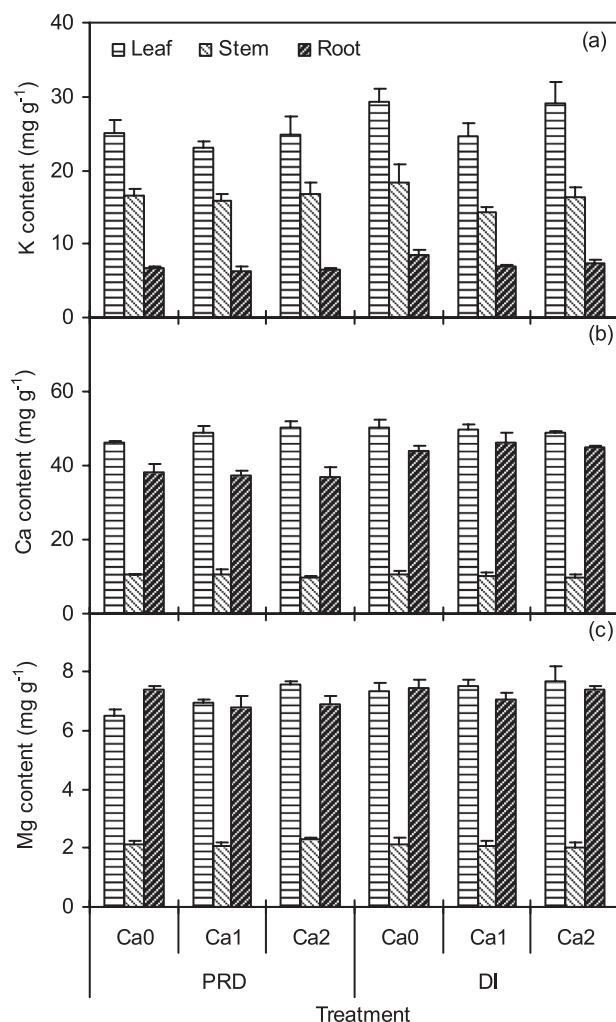 40
(a)
Leaf Stem Root
30
20
10
0
K content (mg g⁻¹)
(b)
60
40
20
0
Ca content (mg g⁻¹)
(c)
8
6
4
2
0
Mg content (mg g⁻¹)
Ca0 Ca1 Ca2 Ca0 Ca1 Ca2
PRD DI
Treatment